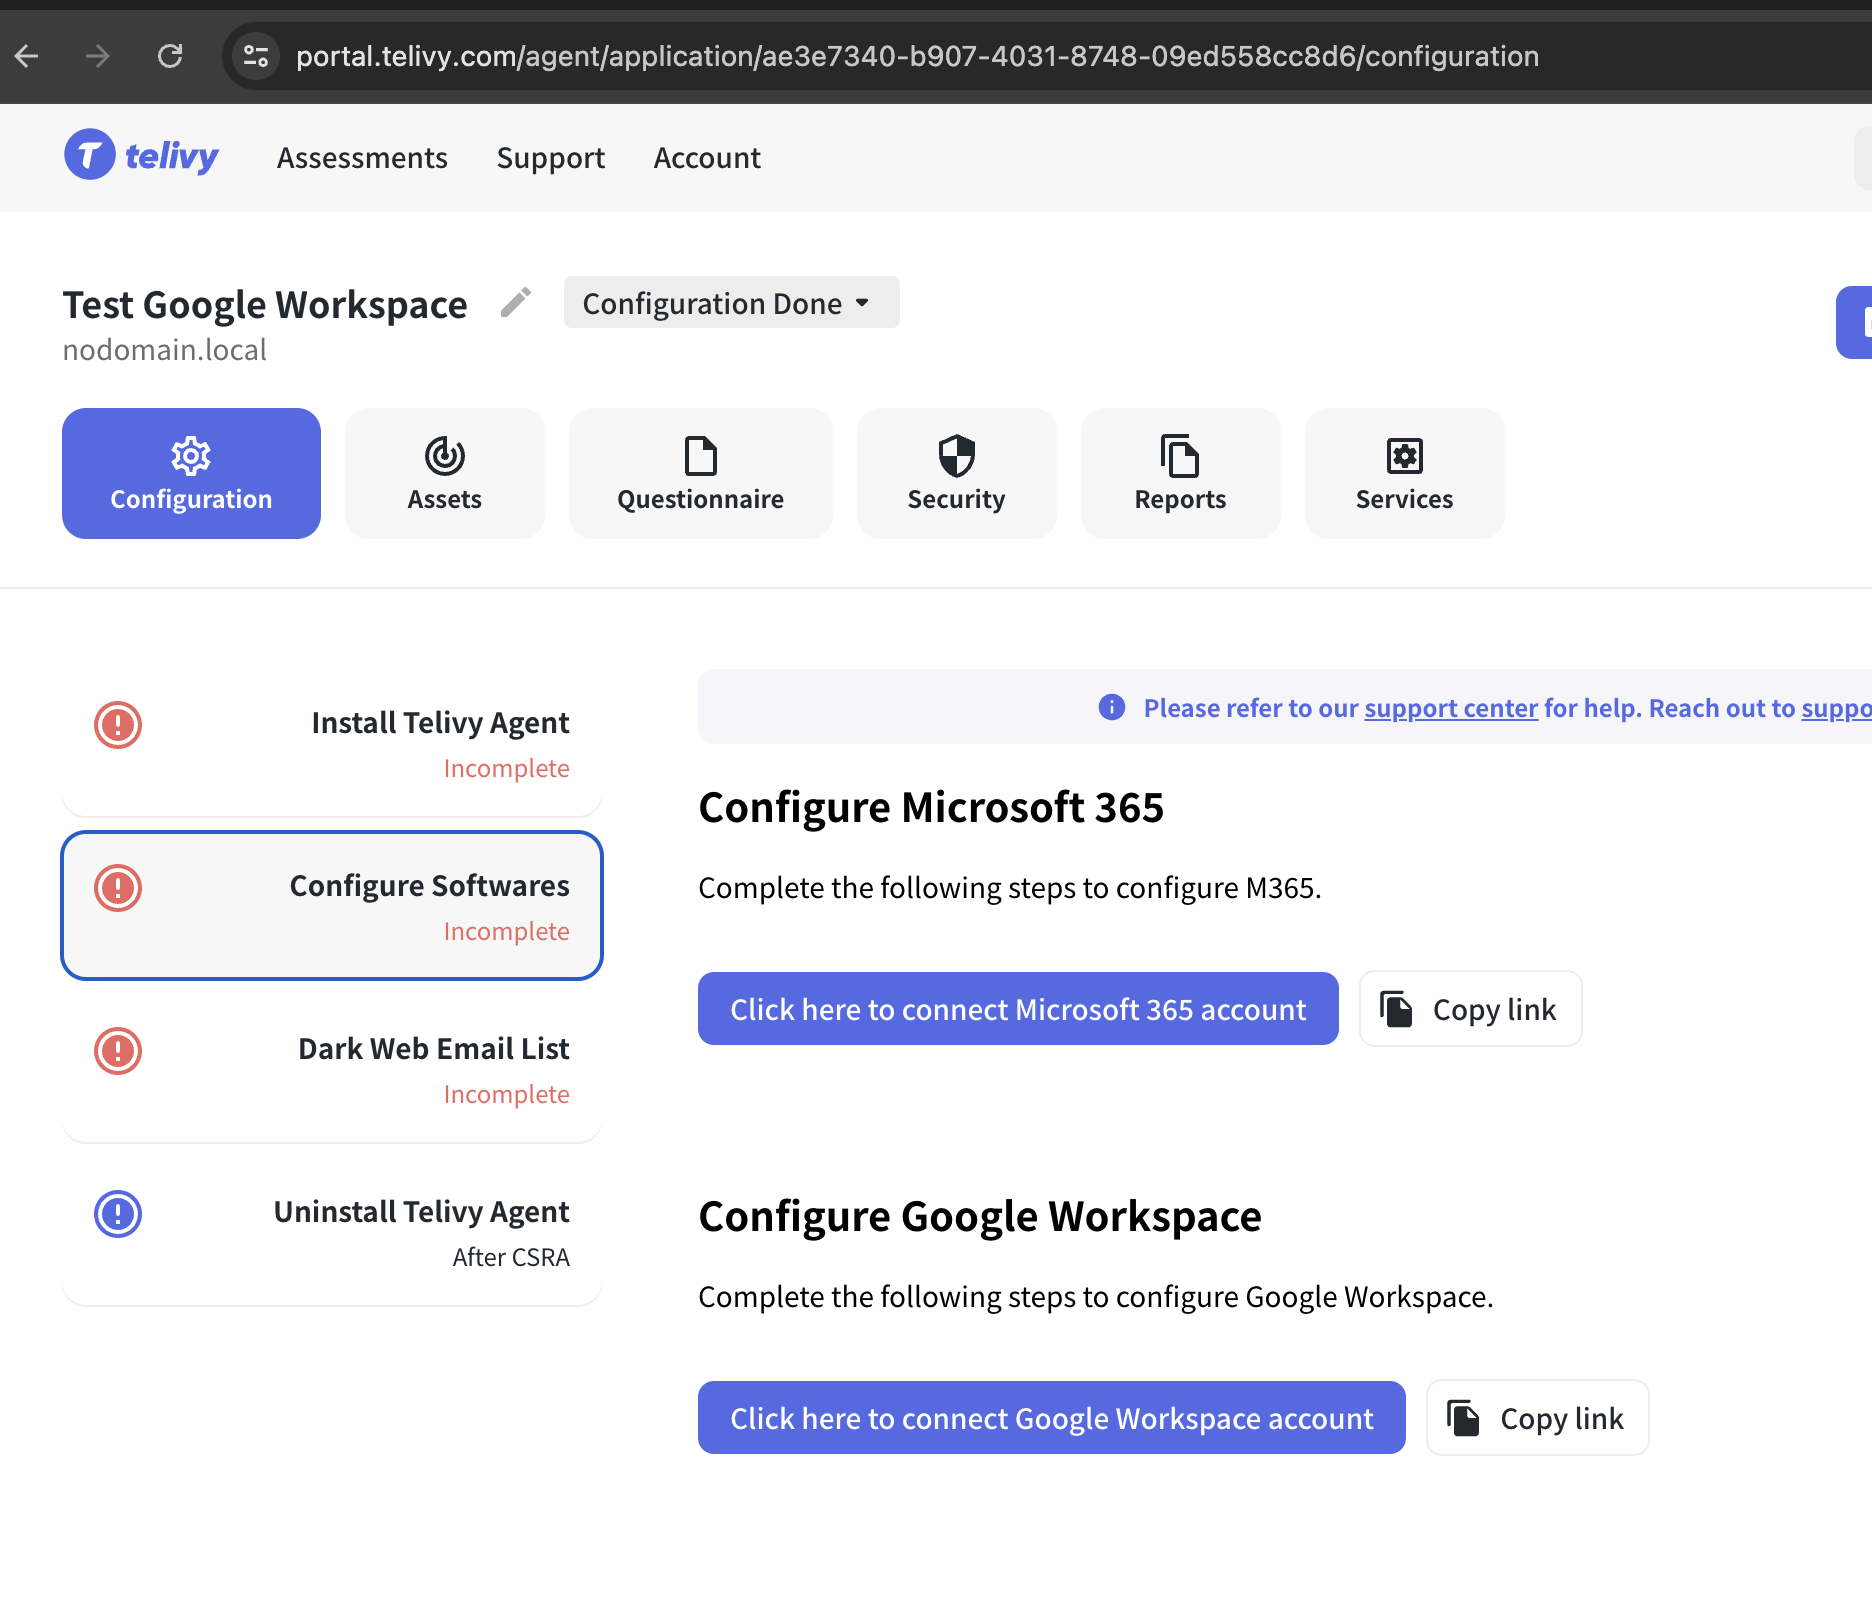 portal.telivy.com/agent/application/ae3e7340-b907-4031-8748-09ed558cc8d6/configuration
telivy Assessments Support Account
Test Google Workspace Configuration Done
nodomain.local
Configuration Assets Questionnaire Security Reports Services
Please refer to our support center for help. Reach out to
Install Telivy Agent
Incomplete
Configure Softwares
Incomplete
Dark Web Email List
Incomplete
Uninstall Telivy Agent
After CSRA
Configure Microsoft 365
Complete the following steps to configure M365.
Click here to connect Microsoft 365 account Copy link
Configure Google Workspace
Complete the following steps to configure Google Workspace.
Click here to connect Google Workspace account Copy link